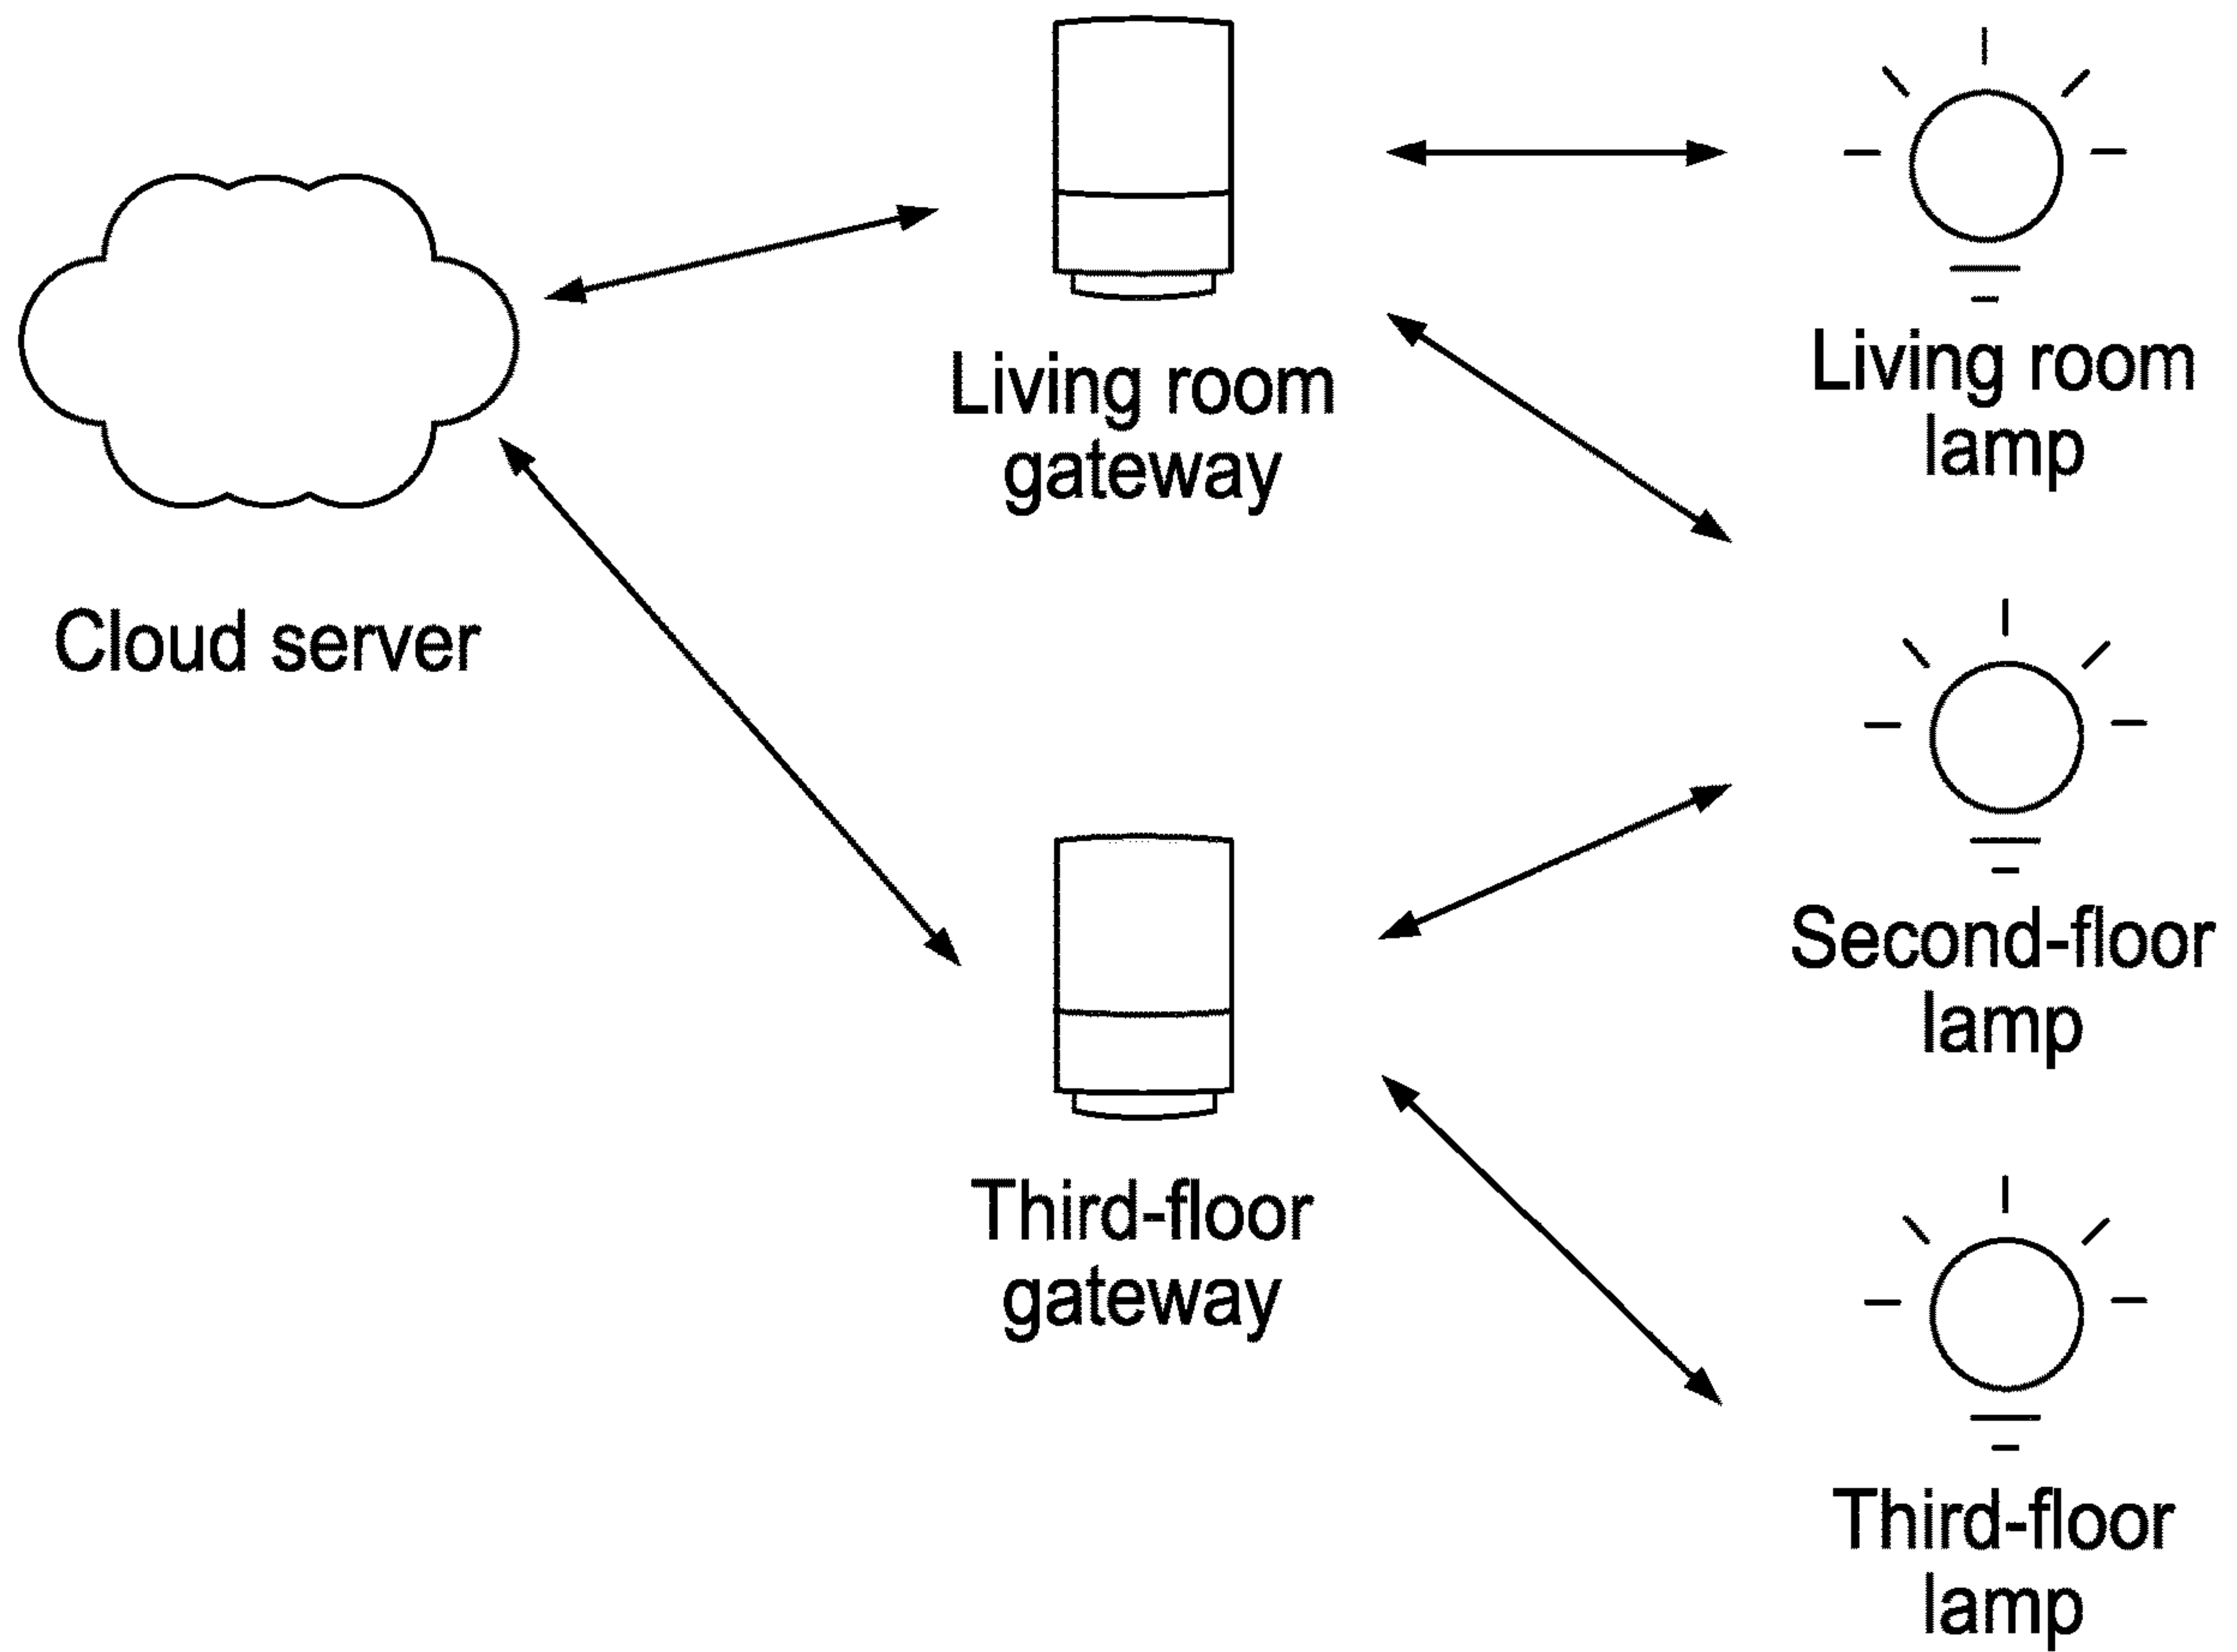 Living room
gateway
Living room
lamp
Cloud server
Second-floor
lamp
Third-floor
gateway
Third-floor
lamp